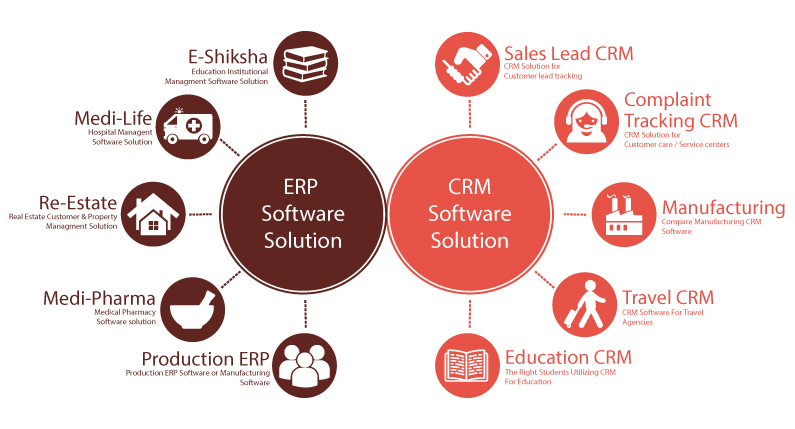 E-Shiksha
Education Institutional
Managment Software Solution
Medi-Life
Hospital Managent
Software Solution
Re-Estate
Real Estate Customer & Property
Managment Solution
Medi-Pharma
Medical Pharmacy
Software solution
Production ERP
Production ERP Software or Manufacturing
Software
ERP
Software
Solution
CRM
Software
Solution
Sales Lead CRM
CRM Solution for
Customer lead tracking
Complaint
Tracking CRM
CRM Solution for
Customer care / Service centers
Manufacturing
Compare Manufacturing CRM
Software
Travel CRM
CRM Software For Travel
Agencies
Education CRM
The Right Students Utilizing CRM
For Education